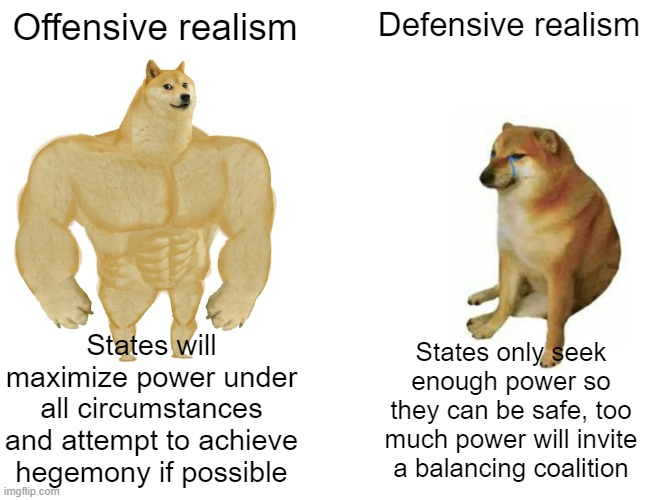 Offensive realism
Defensive realism
States will
maximize power under
all circumstances
and attempt to achieve
hegemony if possible
States only seek
enough power so
they can be safe, too
much power will invite
a balancing coalition
imgflip.com